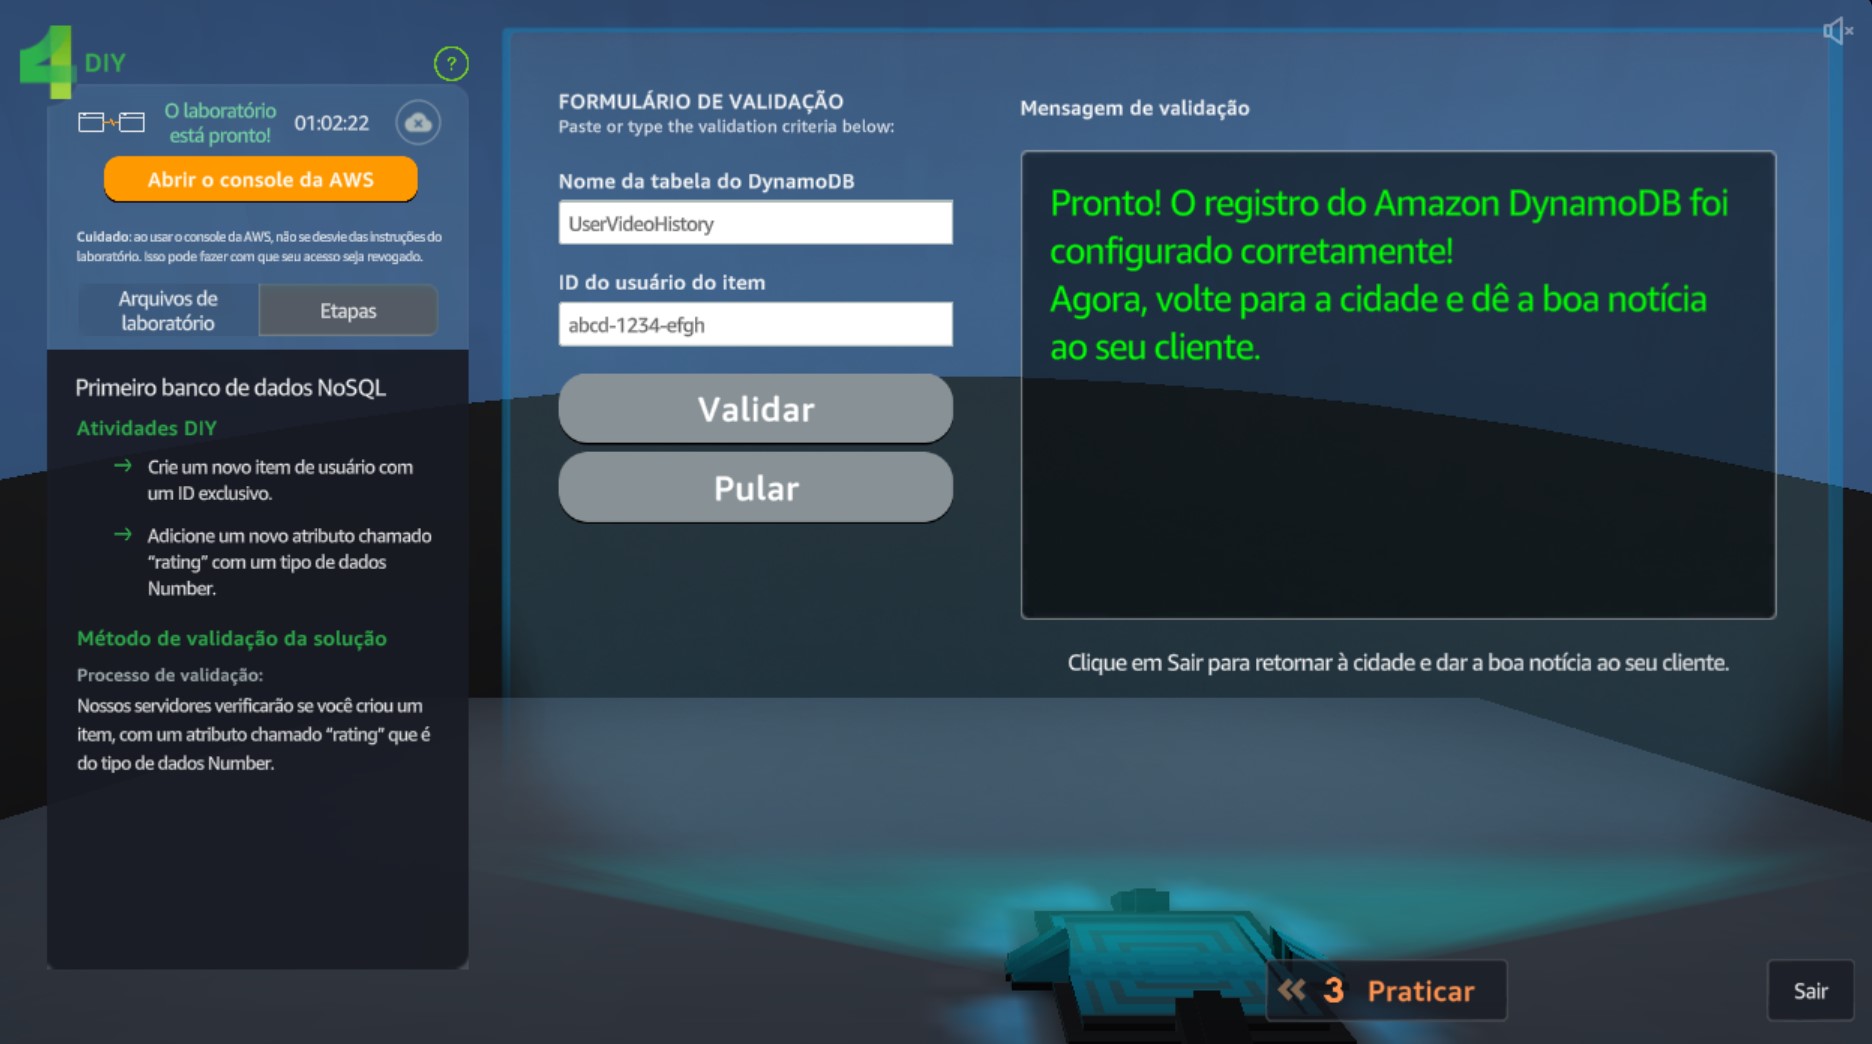 4 DIY
?
O laboratório
está pronto!
01:02:22
Abrir o console da AWS
Cuidado: ao usar o console da AWS, não se desvie das instruções do
laboratório. Isso pode fazer com que seu acesso seja revogado.
Arquivos de
laboratório
Etapas
Primeiro banco de dados NoSQL
Atividades DIY
→ Crie um novo item de usuário com
um ID exclusivo.
→ Adicione um novo atributo chamado
“rating” com um tipo de dados
Number.
Método de validação da solução
Processo de validação:
Nossos servidores verificarão se você criou um
item, com um atributo chamado “rating” que é
do tipo de dados Number.
FORMULÁRIO DE VALIDAÇÃO
Paste or type the validation criteria below:
Nome da tabela do DynamoDB
UserVideoHistory
ID do usuário do item
abcd-1234-efgh
Validar
Pular
Mensagem de validação
Pronto! O registro do Amazon DynamoDB foi
configurado corretamente!
Agora, volte para a cidade e dê a boa notícia
ao seu cliente.
Clique em Sair para retornar à cidade e dar a boa notícia ao seu cliente.
« 3 Praticar
Sair